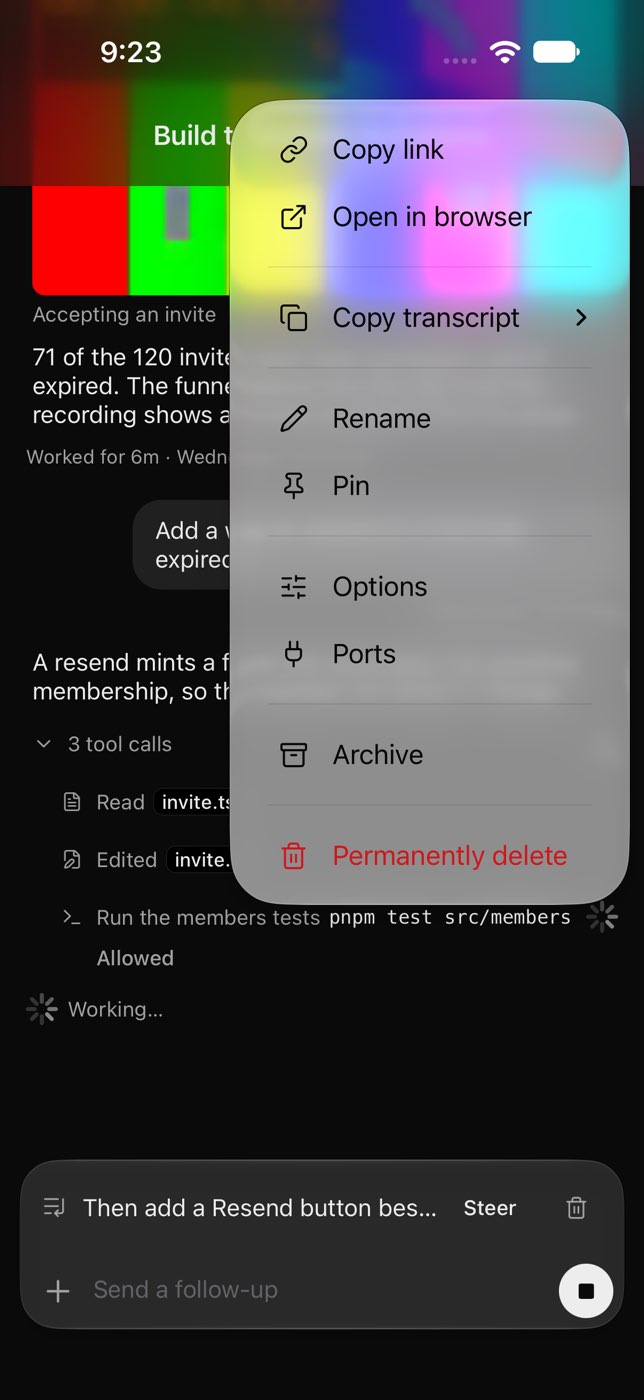 9:23
Build t
Copy link
Open in browser
Copy transcript
Rename
Pin
Options
Ports
Archive
Permanently delete
Accepting an invite
71 of the 120 invite
expired. The funne
recording shows a
Worked for 6m · Wedn
Add a w
expired
A resend mints a f
membership, so th
3 tool calls
Read invite.ts
Edited invite.
Run the members tests pnpm test src/members
Allowed
Working...
Then add a Resend button bes... Steer
Send a follow-up